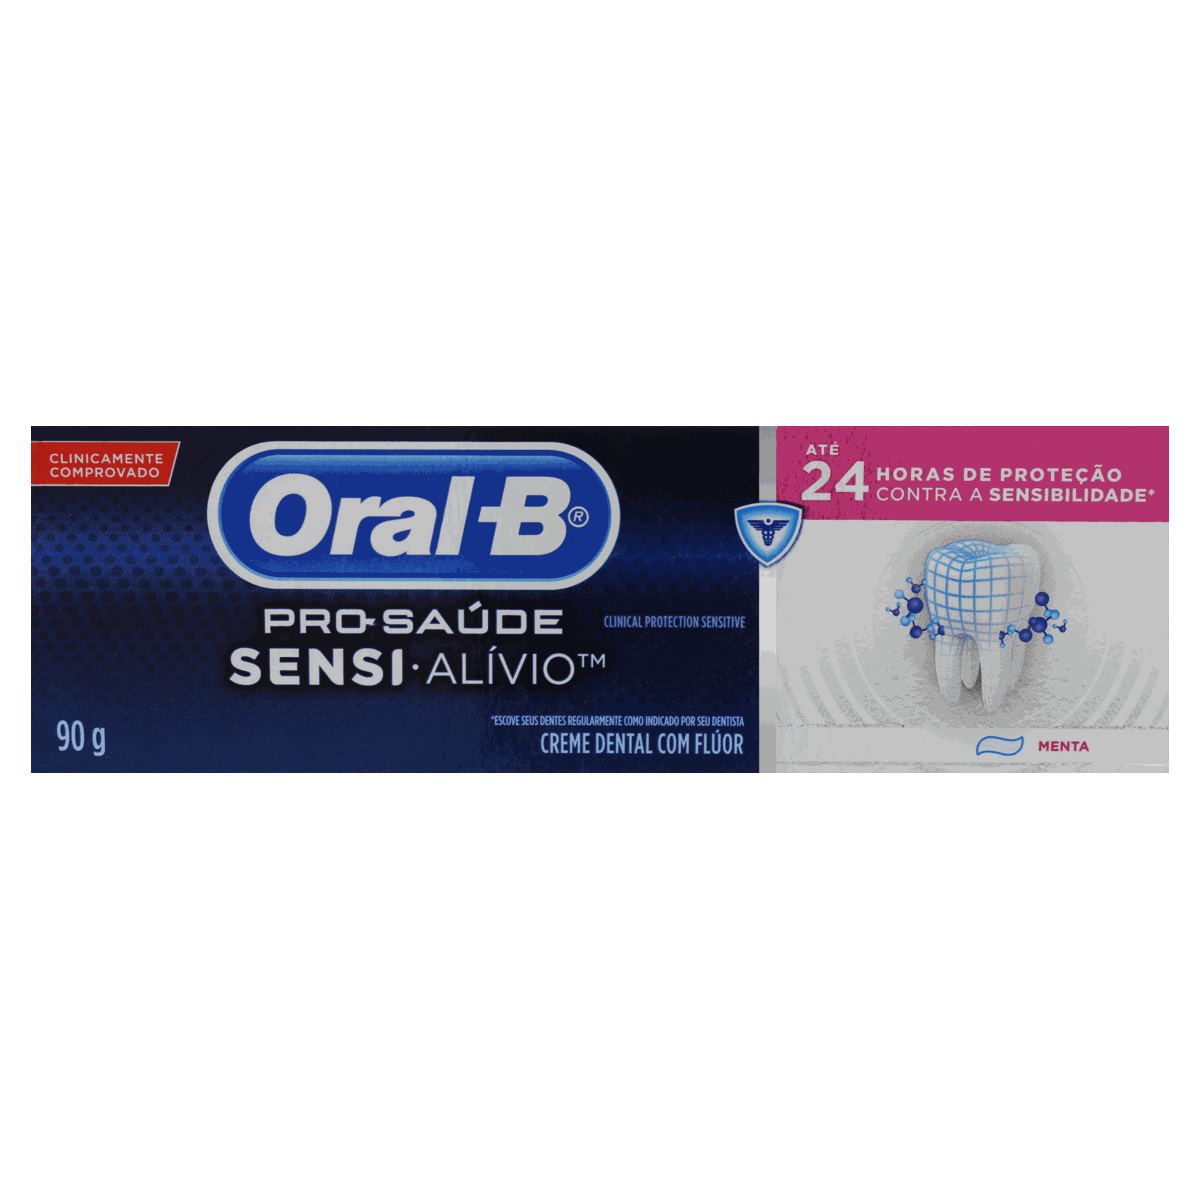 CLINICAMENTE
COMPROVADO
Oral-B®
PRO-SAÚDE
SENSI·ALÍVIO™
CLINICAL PROTECTION SENSITIVE
90 g
*ESCOVE SEUS DENTES REGULARMENTE COMO INDICADO POR SEU DENTISTA
CREME DENTAL COM FLÚOR
ATÉ
24 HORAS DE PROTEÇÃO
CONTRA A SENSIBILIDADE*
MENTA